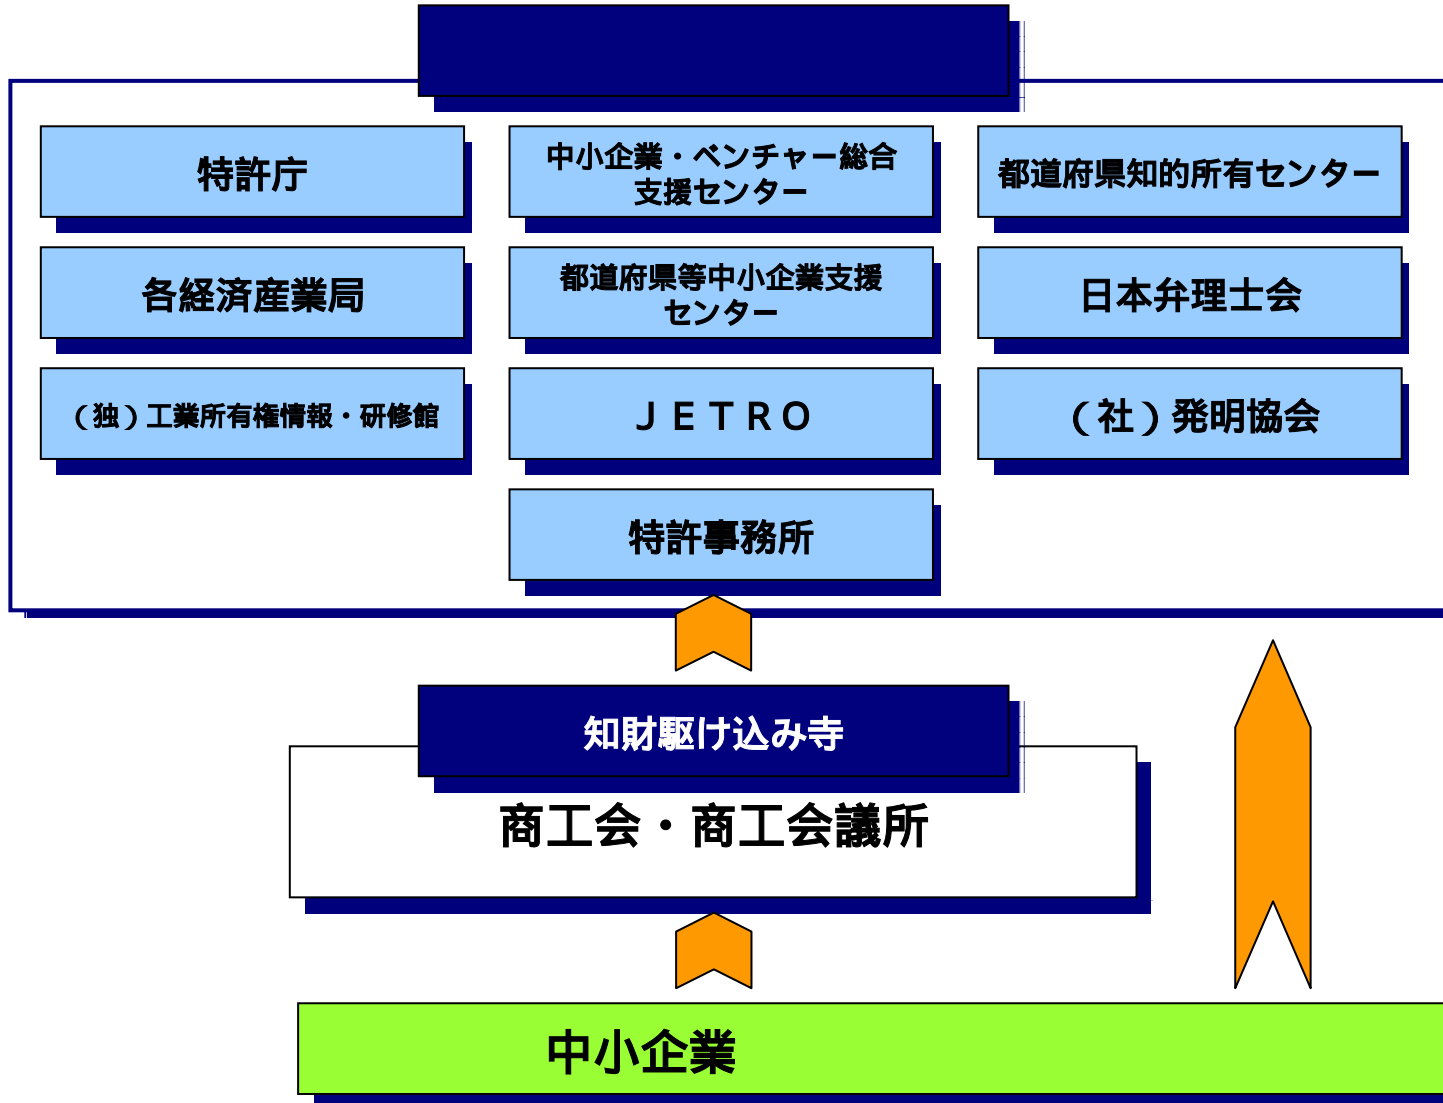 特許庁
中小企業・ベンチャー総合
支援センター
都道府県知的所有センター
各経済産業局
都道府県等中小企業支援
センター
日本弁理士会
（独）工業所有権情報・研修館
ＪＥＴＲＯ
（社）発明協会
特許事務所
知財駆け込み寺
商工会・商工会議所
中小企業